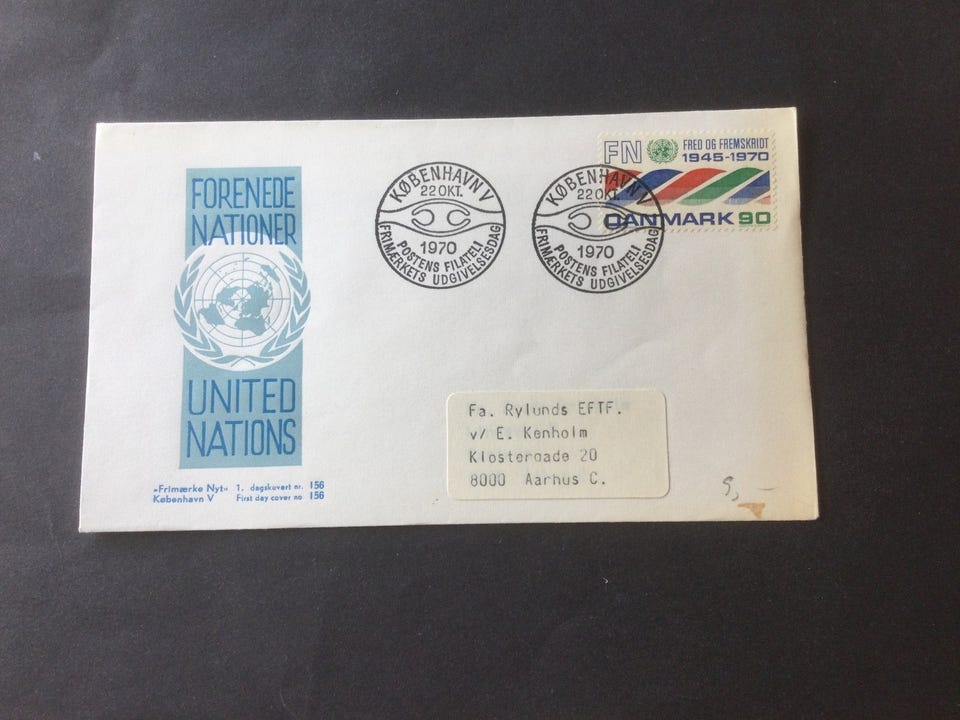 FORENEDE
NATIONER
UNITED
NATIONS
»Frimærke Nyt« 1. dagskuvert nr. 156
København V First day cover no 156
KØBENHAVN V
22 OKT.
1970
POSTENS FILATELI
FRIMÆRKETS UDGIVELSESDAG
KØBENHAVN V
22 OKT.
1970
POSTENS FILATELI
FRIMÆRKETS UDGIVELSESDAG
FN FRED OG FREMSKRIDT
1945-1970
DANMARK 90
Fa. Rylunds EFTF.
v/ E. Kenholm
Klostergade 20
8000 Aarhus C.